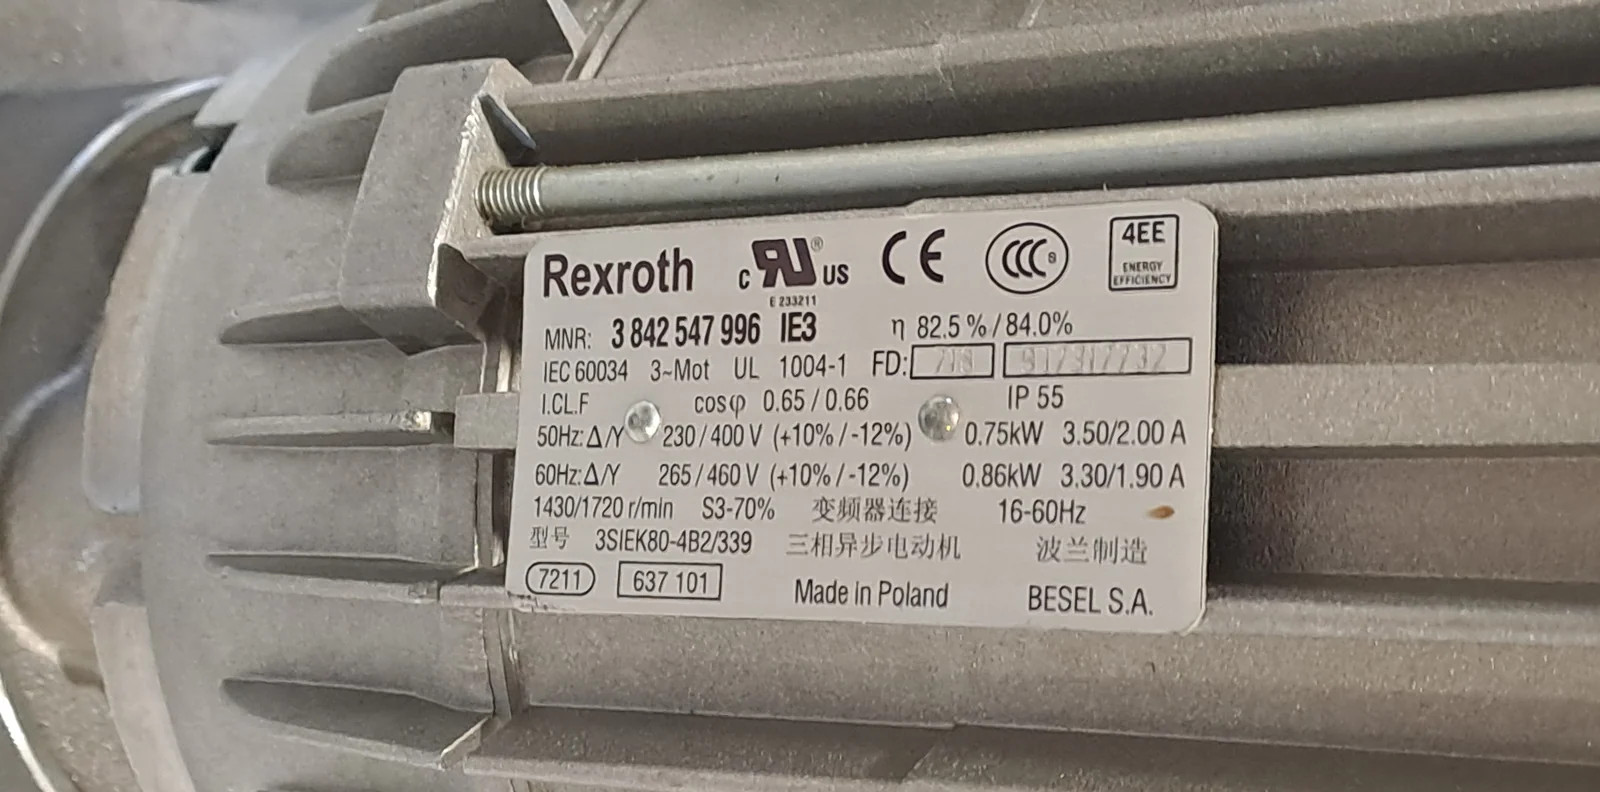 Rexroth c RU ® US CE CCC S 4EE ENERGY EFFICIENCY
E 233211
MNR: 3 842 547 996 IE3 η 82.5 % / 84.0%
IEC 60034 3~Mot UL 1004-1 FD:
I.CL.F cosφ 0.65 / 0.66 IP 55
50Hz: Δ/Y 230 / 400 V (+10% / -12%) 0.75kW 3.50/2.00 A
60Hz: Δ/Y 265 / 460 V (+10% / -12%) 0.86kW 3.30/1.90 A
1430/1720 r/min S3-70% 变频器连接 16-60Hz
型号 3SIEK80-4B2/339 三相异步电动机 波兰制造
7211 637 101 Made in Poland BESEL S.A.